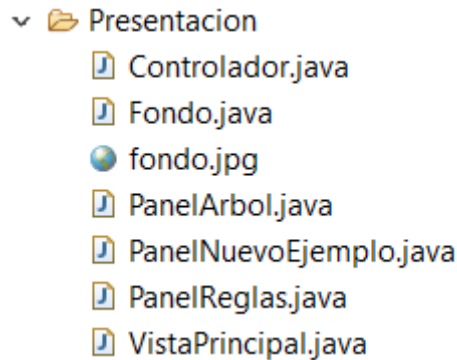 Presentacion
Controlador.java
Fondo.java
fondo.jpg
PanelArbol.java
PanelNuevoEjemplo.java
PanelReglas.java
VistaPrincipal.java